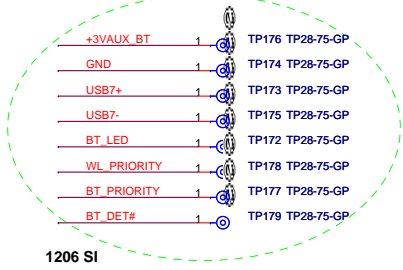 +3VAUX_BT 1 TP176 TP28-75-GP
GND 1 TP174 TP28-75-GP
USB7+ 1 TP173 TP28-75-GP
USB7- 1 TP175 TP28-75-GP
BT_LED 1 TP172 TP28-75-GP
WL_PRIORITY 1 TP178 TP28-75-GP
BT_PRIORITY 1 TP177 TP28-75-GP
BT_DET# 1 TP179 TP28-75-GP
1206 SI